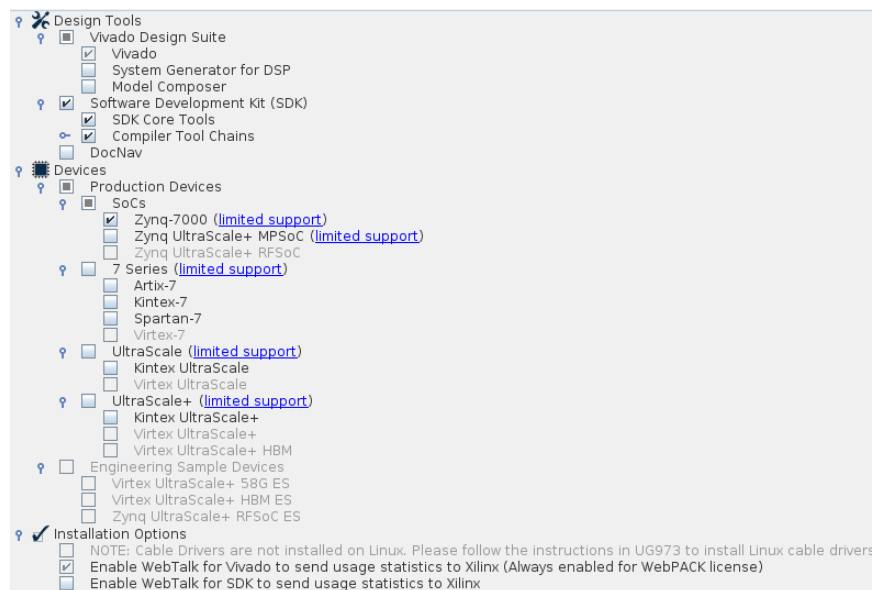 Design Tools
Vivado Design Suite
Vivado
System Generator for DSP
Model Composer
Software Development Kit (SDK)
SDK Core Tools
Compiler Tool Chains
DocNav
Devices
Production Devices
SoCs
Zynq-7000 (limited support)
Zynq UltraScale+ MPSoC (limited support)
Zynq UltraScale+ RFSoC
7 Series (limited support)
Artix-7
Kintex-7
Spartan-7
Virtex-7
UltraScale (limited support)
Kintex UltraScale
Virtex UltraScale
UltraScale+ (limited support)
Kintex UltraScale+
Virtex UltraScale+
Virtex UltraScale+ HBM
Engineering Sample Devices
Virtex UltraScale+ 58G ES
Virtex UltraScale+ HBM ES
Zynq UltraScale+ RFSoC ES
Installation Options
NOTE: Cable Drivers are not installed on Linux. Please follow the instructions in UG973 to install Linux cable drivers
Enable WebTalk for Vivado to send usage statistics to Xilinx (Always enabled for WebPACK license)
Enable WebTalk for SDK to send usage statistics to Xilinx